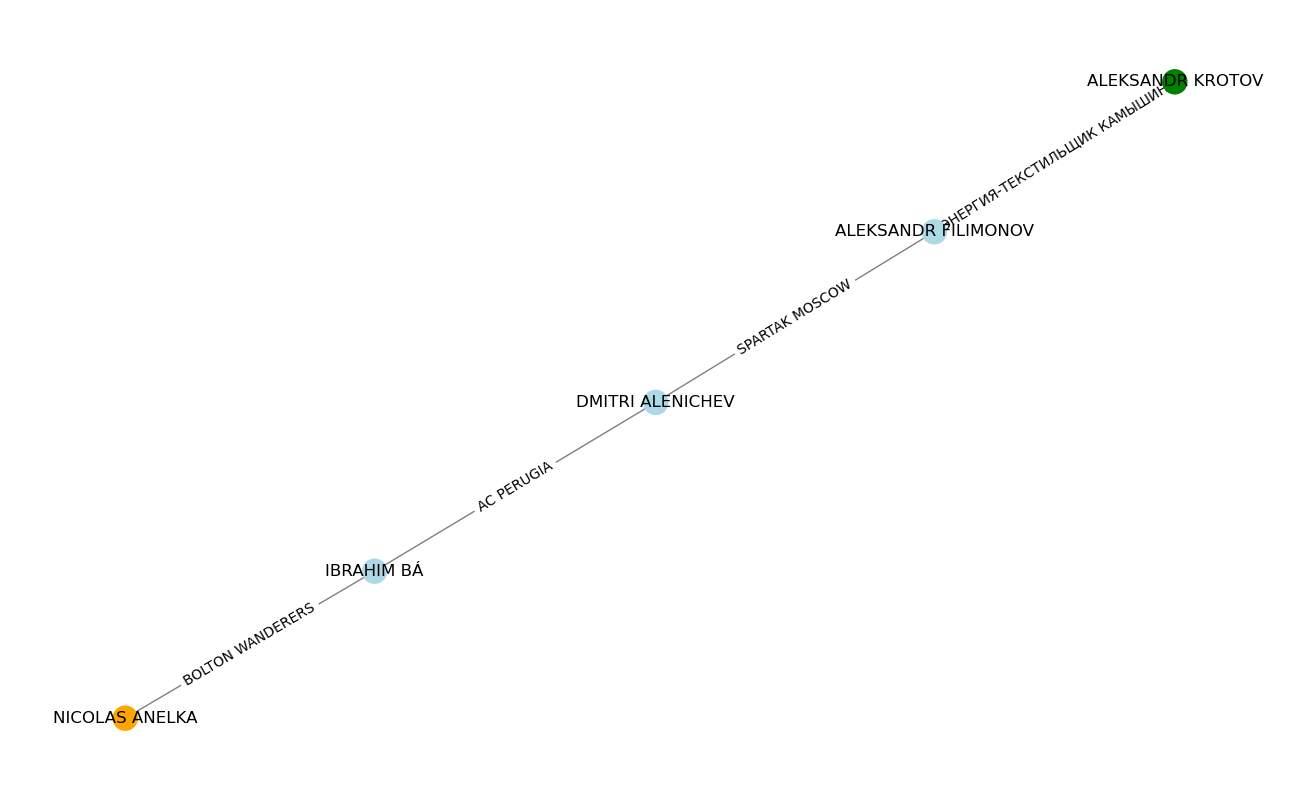 ALEKSANDR KROTOV
ЭНЕРГИЯ-ТЕКСТИЛЬЩИК КАМЫШИН
ALEKSANDR FILIMONOV
SPARTAK MOSCOW
DMITRI ALENICHEV
AC PERUGIA
IBRAHIM BÁ
BOLTON WANDERERS
NICOLAS ANELKA